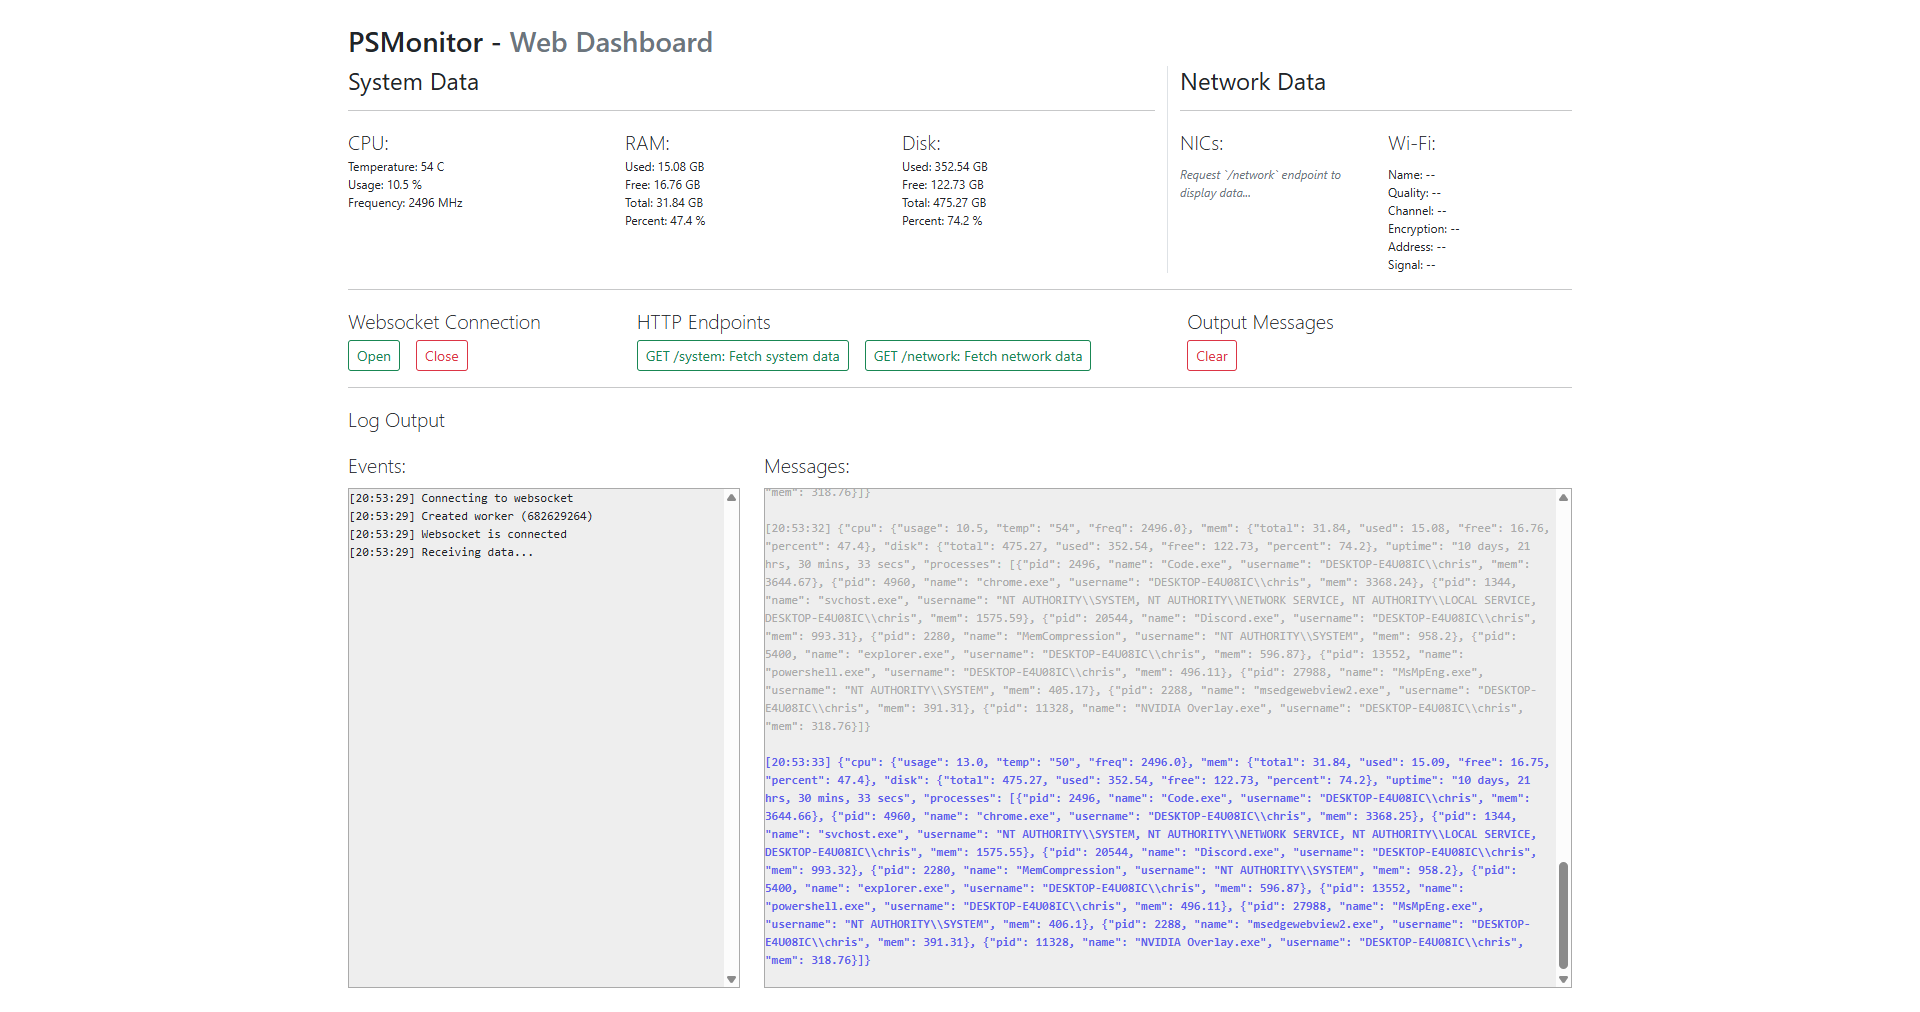 PSMonitor - Web Dashboard
System Data
CPU:
Temperature: 54 C
Usage: 10.5 %
Frequency: 2496 MHz
RAM:
Used: 15.08 GB
Free: 16.76 GB
Total: 31.84 GB
Percent: 47.4 %
Disk:
Used: 352.54 GB
Free: 122.73 GB
Total: 475.27 GB
Percent: 74.2 %
Network Data
NICs:
Request `/network` endpoint to
display data...
Wi-Fi:
Name: --
Quality: --
Channel: --
Encryption: --
Address: --
Signal: --
Websocket Connection
Open Close
HTTP Endpoints
GET /system: Fetch system data GET /network: Fetch network data
Output Messages
Clear
Log Output
Events:
[20:53:29] Connecting to websocket
[20:53:29] Created worker (682629264)
[20:53:29] Websocket is connected
[20:53:29] Receiving data...
Messages:
"mem": 318.76}]}
[20:53:32] {"cpu": {"usage": 10.5, "temp": "54", "freq": 2496.0}, "mem": {"total": 31.84, "used": 15.08, "free": 16.76,
"percent": 47.4}, "disk": {"total": 475.27, "used": 352.54, "free": 122.73, "percent": 74.2}, "uptime": "10 days, 21
hrs, 30 mins, 33 secs", "processes": [{"pid": 2496, "name": "Code.exe", "username": "DESKTOP-E4U08IC\\chris", "mem":
3644.67}, {"pid": 4960, "name": "chrome.exe", "username": "DESKTOP-E4U08IC\\chris", "mem": 3368.24}, {"pid": 1344,
"name": "svchost.exe", "username": "NT AUTHORITY\\SYSTEM, NT AUTHORITY\\NETWORK SERVICE, NT AUTHORITY\\LOCAL SERVICE,
DESKTOP-E4U08IC\\chris", "mem": 1575.59}, {"pid": 20544, "name": "Discord.exe", "username": "DESKTOP-E4U08IC\\chris",
"mem": 993.31}, {"pid": 2280, "name": "MemCompression", "username": "NT AUTHORITY\\SYSTEM", "mem": 958.2}, {"pid":
5400, "name": "explorer.exe", "username": "DESKTOP-E4U08IC\\chris", "mem": 596.87}, {"pid": 13552, "name":
"powershell.exe", "username": "DESKTOP-E4U08IC\\chris", "mem": 496.11}, {"pid": 27988, "name": "MsMpEng.exe",
"username": "NT AUTHORITY\\SYSTEM", "mem": 405.17}, {"pid": 2288, "name": "msedgewebview2.exe", "username": "DESKTOP-
E4U08IC\\chris", "mem": 391.31}, {"pid": 11328, "name": "NVIDIA Overlay.exe", "username": "DESKTOP-E4U08IC\\chris",
"mem": 318.76}]}
[20:53:33] {"cpu": {"usage": 13.0, "temp": "50", "freq": 2496.0}, "mem": {"total": 31.84, "used": 15.09, "free": 16.75,
"percent": 47.4}, "disk": {"total": 475.27, "used": 352.54, "free": 122.73, "percent": 74.2}, "uptime": "10 days, 21
hrs, 30 mins, 33 secs", "processes": [{"pid": 2496, "name": "Code.exe", "username": "DESKTOP-E4U08IC\\chris", "mem":
3644.66}, {"pid": 4960, "name": "chrome.exe", "username": "DESKTOP-E4U08IC\\chris", "mem": 3368.25}, {"pid": 1344,
"name": "svchost.exe", "username": "NT AUTHORITY\\SYSTEM, NT AUTHORITY\\NETWORK SERVICE, NT AUTHORITY\\LOCAL SERVICE,
DESKTOP-E4U08IC\\chris", "mem": 1575.55}, {"pid": 20544, "name": "Discord.exe", "username": "DESKTOP-E4U08IC\\chris",
"mem": 993.32}, {"pid": 2280, "name": "MemCompression", "username": "NT AUTHORITY\\SYSTEM", "mem": 958.2}, {"pid":
5400, "name": "explorer.exe", "username": "DESKTOP-E4U08IC\\chris", "mem": 596.87}, {"pid": 13552, "name":
"powershell.exe", "username": "DESKTOP-E4U08IC\\chris", "mem": 496.11}, {"pid": 27988, "name": "MsMpEng.exe",
"username": "NT AUTHORITY\\SYSTEM", "mem": 406.1}, {"pid": 2288, "name": "msedgewebview2.exe", "username": "DESKTOP-
E4U08IC\\chris", "mem": 391.31}, {"pid": 11328, "name": "NVIDIA Overlay.exe", "username": "DESKTOP-E4U08IC\\chris",
"mem": 318.76}]}